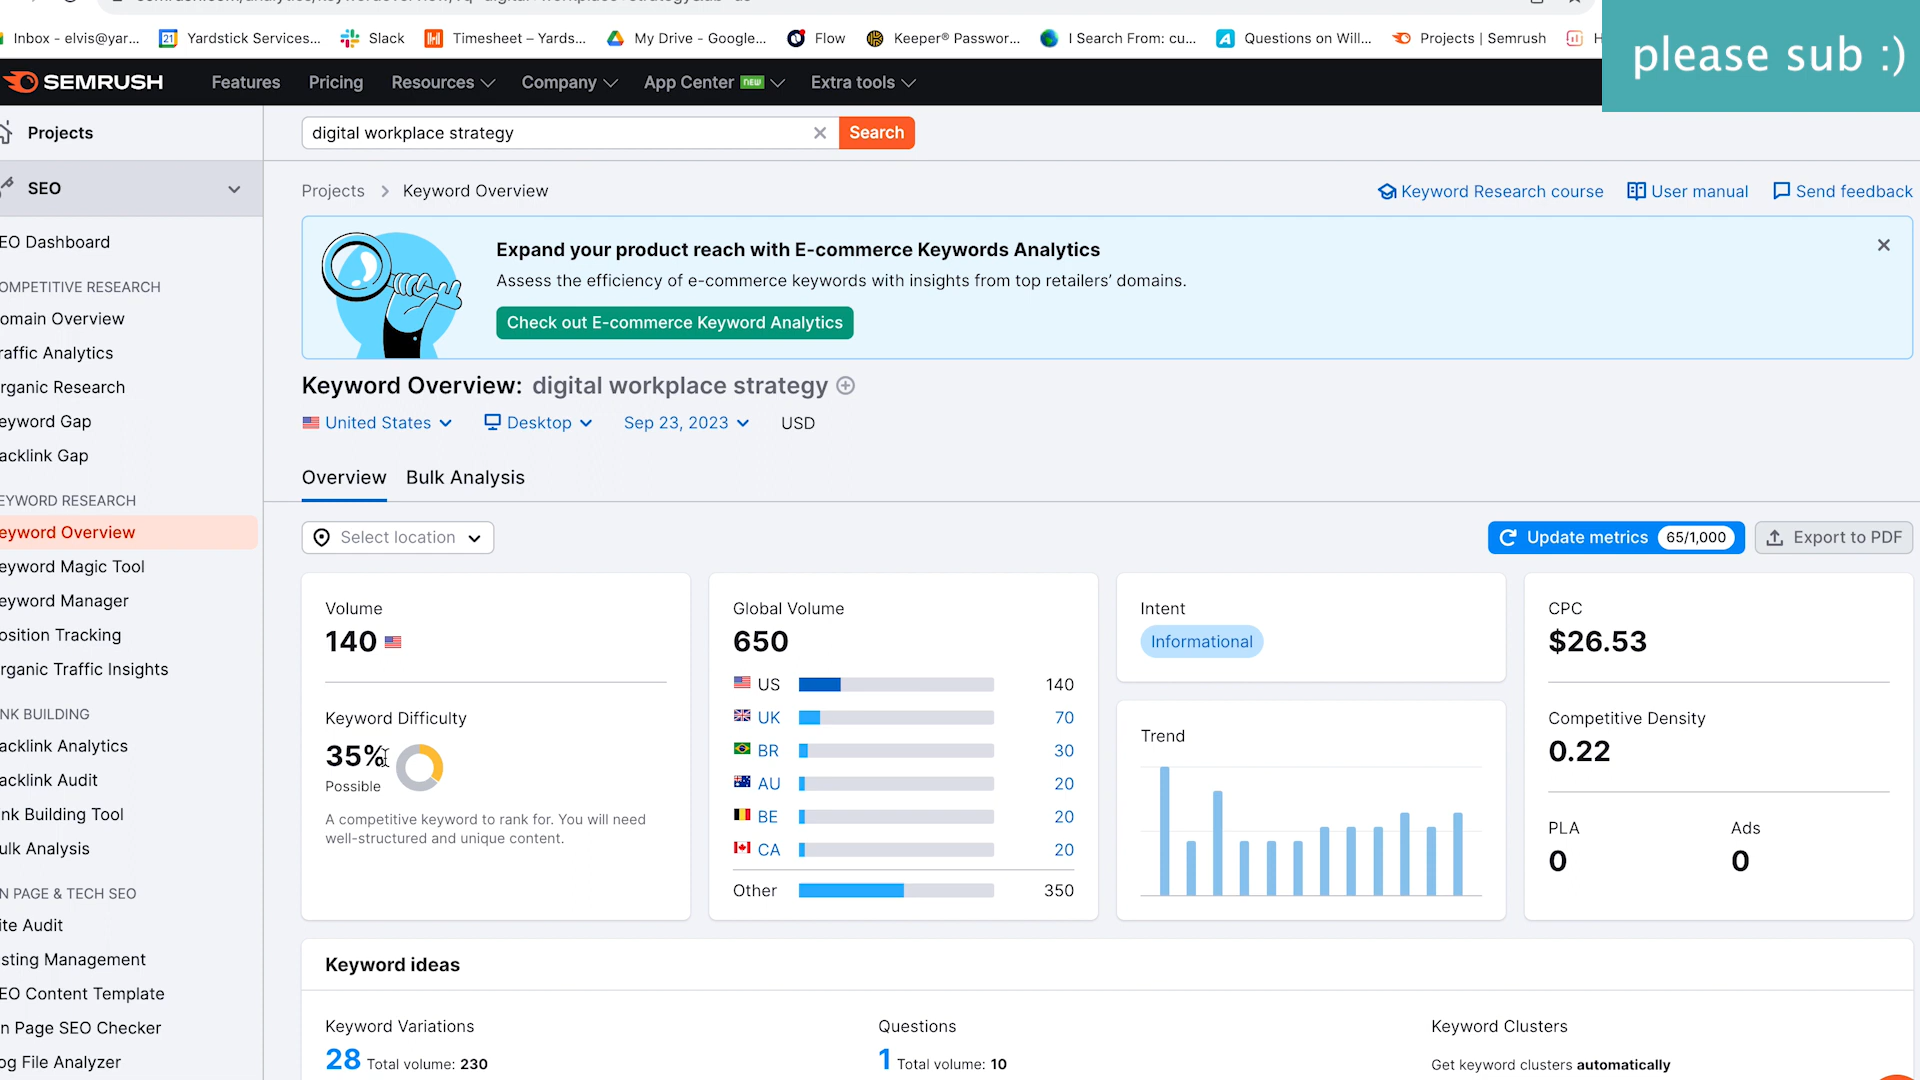 Inbox - elvis@yar...
Yardstick Services...
Slack
Timesheet – Yards...
My Drive - Google...
Flow
Keeper® Passwor...
I Search From: cu...
Questions on Will...
Projects | Semrush
H
please sub :)
SEMRUSH
Features
Pricing
Resources
Company
App Center NEW
Extra tools
Projects
digital workplace strategy
Search
SEO
Projects > Keyword Overview
Keyword Research course
User manual
Send feedback
EO Dashboard
OMPETITIVE RESEARCH
omain Overview
raffic Analytics
rganic Research
eyword Gap
acklink Gap
EYWORD RESEARCH
eyword Overview
eyword Magic Tool
eyword Manager
osition Tracking
rganic Traffic Insights
NK BUILDING
acklink Analytics
acklink Audit
nk Building Tool
ulk Analysis
N PAGE & TECH SEO
ite Audit
sting Management
EO Content Template
n Page SEO Checker
og File Analyzer
Expand your product reach with E-commerce Keywords Analytics
Assess the efficiency of e-commerce keywords with insights from top retailers’ domains.
Check out E-commerce Keyword Analytics
Keyword Overview: digital workplace strategy
United States
Desktop
Sep 23, 2023
USD
Overview
Bulk Analysis
Select location
Update metrics 65/1,000
Export to PDF
Volume
140
Keyword Difficulty
35%
Possible
A competitive keyword to rank for. You will need
well-structured and unique content.
Global Volume
650
US 140
UK 70
BR 30
AU 20
BE 20
CA 20
Other 350
Intent
Informational
Trend
CPC
$26.53
Competitive Density
0.22
PLA
0
Ads
0
Keyword ideas
Keyword Variations
28 Total volume: 230
Questions
1 Total volume: 10
Keyword Clusters
Get keyword clusters automatically